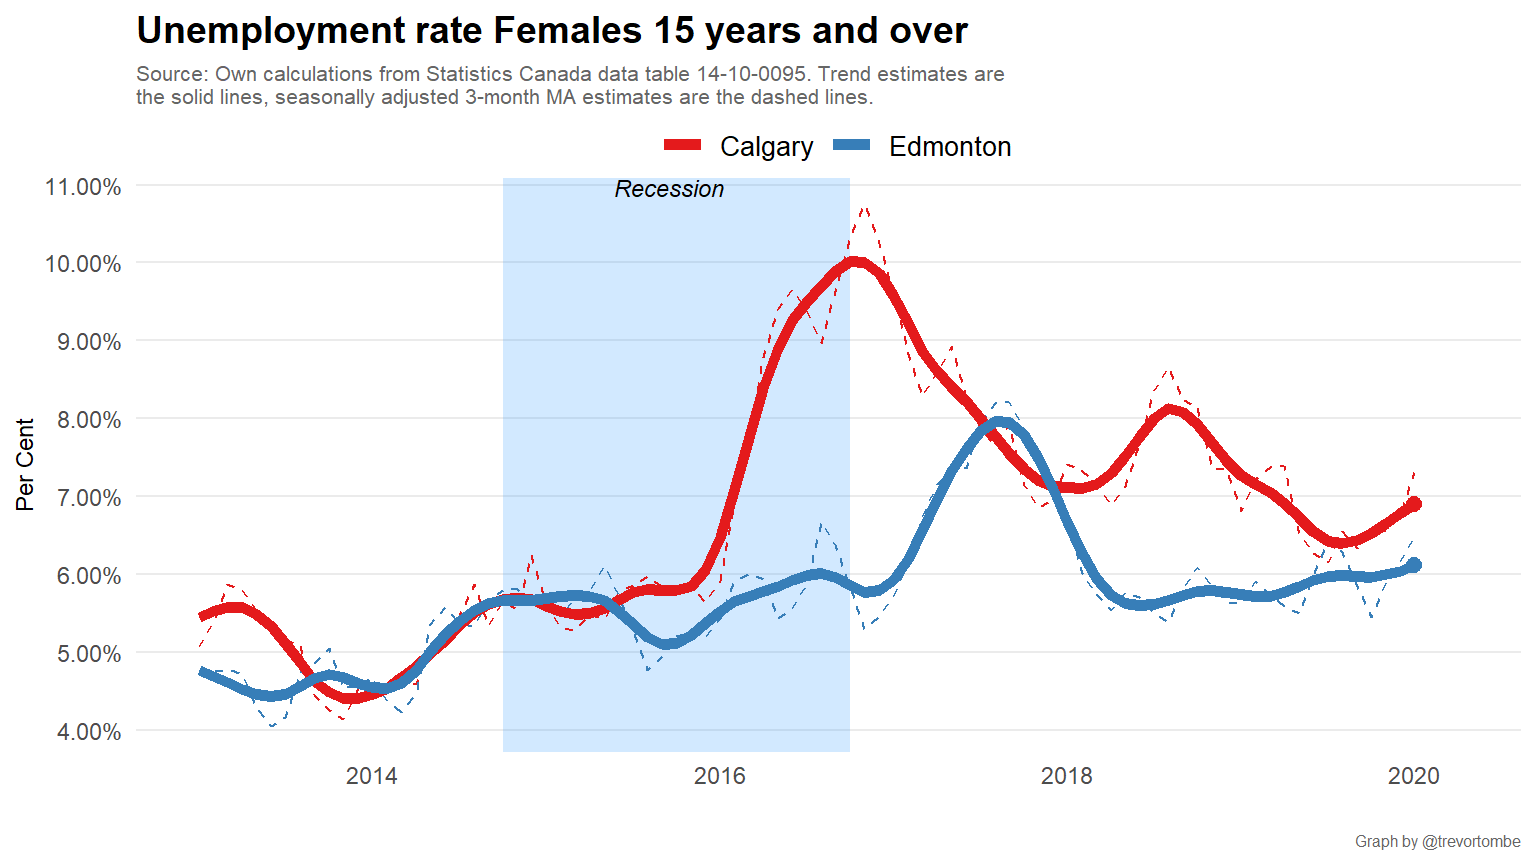 Unemployment rate Females 15 years and over
Source: Own calculations from Statistics Canada data table 14-10-0095. Trend estimates are
the solid lines, seasonally adjusted 3-month MA estimates are the dashed lines.
Calgary
Edmonton
Recession
Per Cent
11.00%
10.00%
9.00%
8.00%
7.00%
6.00%
5.00%
4.00%
2014
2016
2018
2020
Graph by @trevortombe